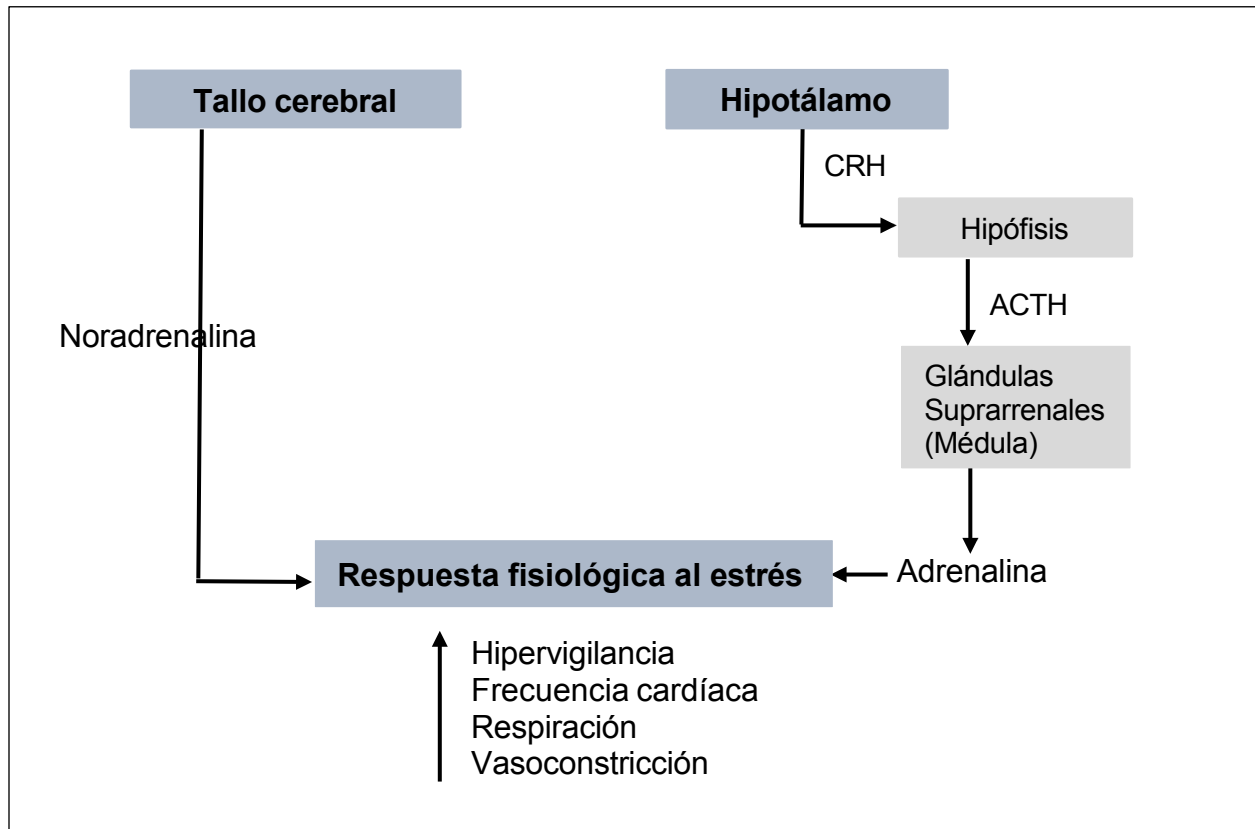 Tallo cerebral
Hipotálamo
CRH
Hipófisis
ACTH
Noradrenalina
Glándulas
Suprarrenales
(Médula)
Respuesta fisiológica al estrés
Adrenalina
Hipervigilancia
Frecuencia cardíaca
Respiración
Vasoconstricción